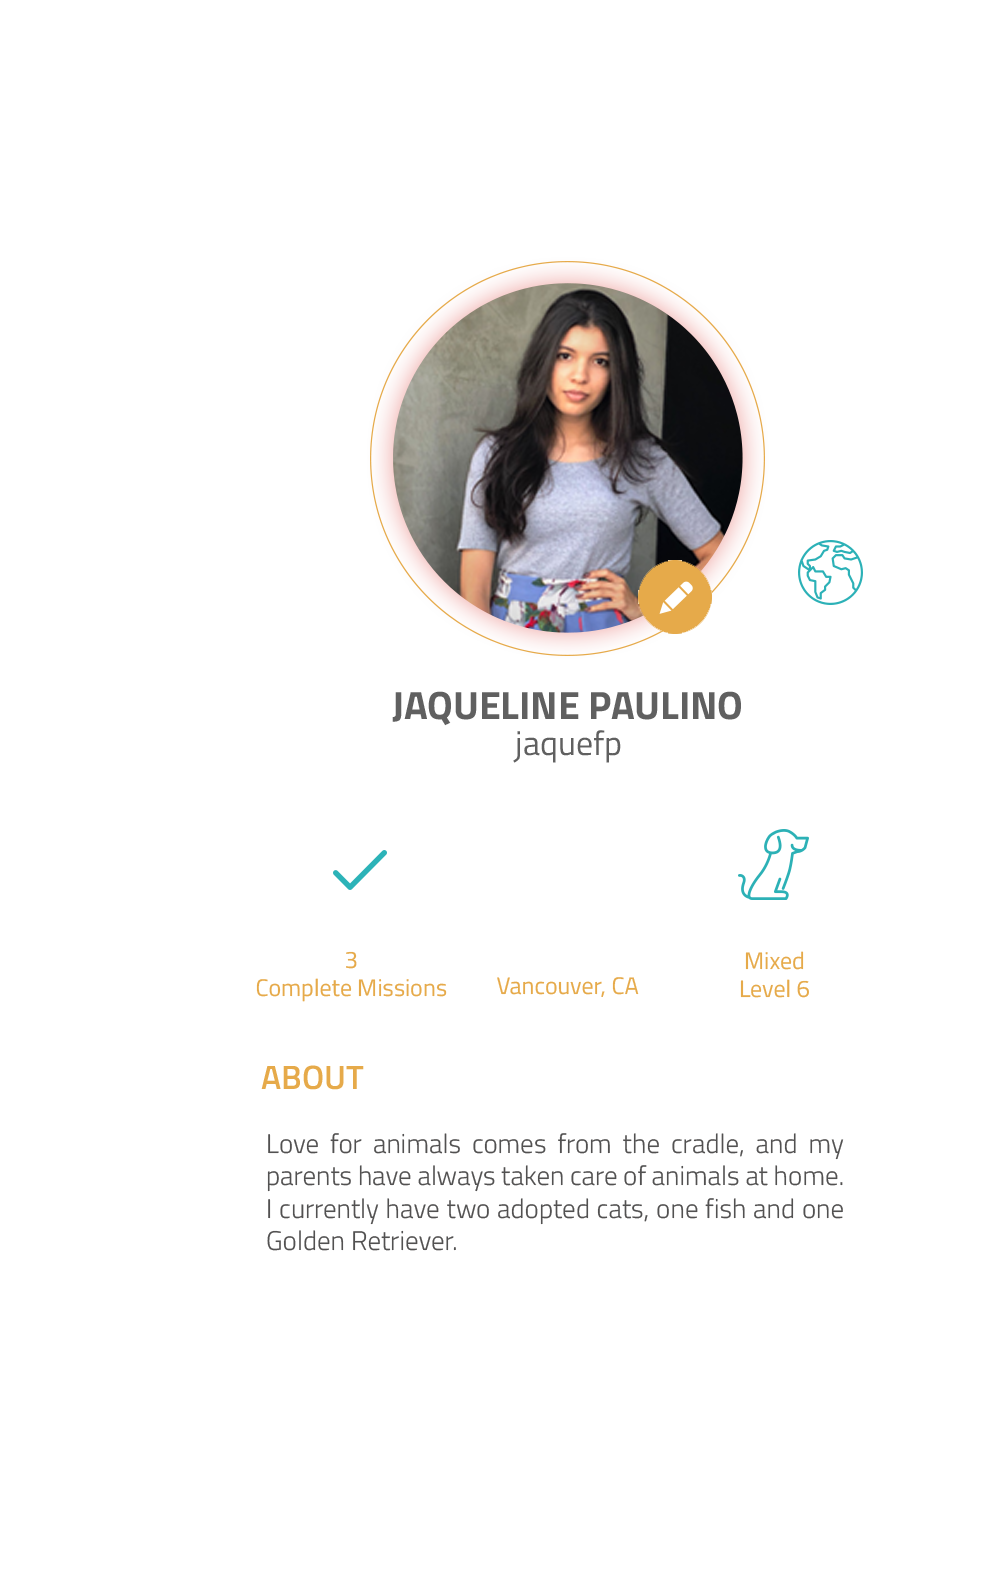 JAQUELINE PAULINO
jaquefp
3
Complete Missions
Vancouver, CA
Mixed
Level 6
ABOUT
Love for animals comes from the cradle, and my
parents have always taken care of animals at home.
I currently have two adopted cats, one fish and one
Golden Retriever.